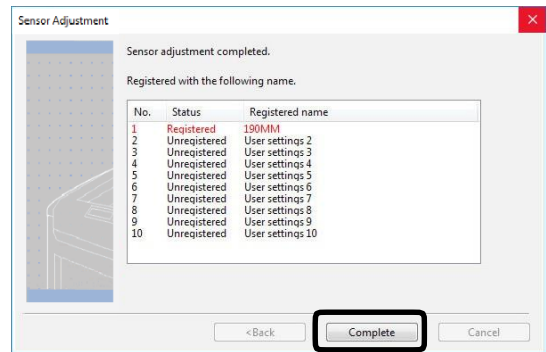 Sensor Adjustment
Sensor adjustment completed.
Registered with the following name.
No. Status Registered name
1 Registered 190MM
2 Unregistered User settings 2
3 Unregistered User settings 3
4 Unregistered User settings 4
5 Unregistered User settings 5
6 Unregistered User settings 6
7 Unregistered User settings 7
8 Unregistered User settings 8
9 Unregistered User settings 9
10 Unregistered User settings 10
<Back Complete Cancel